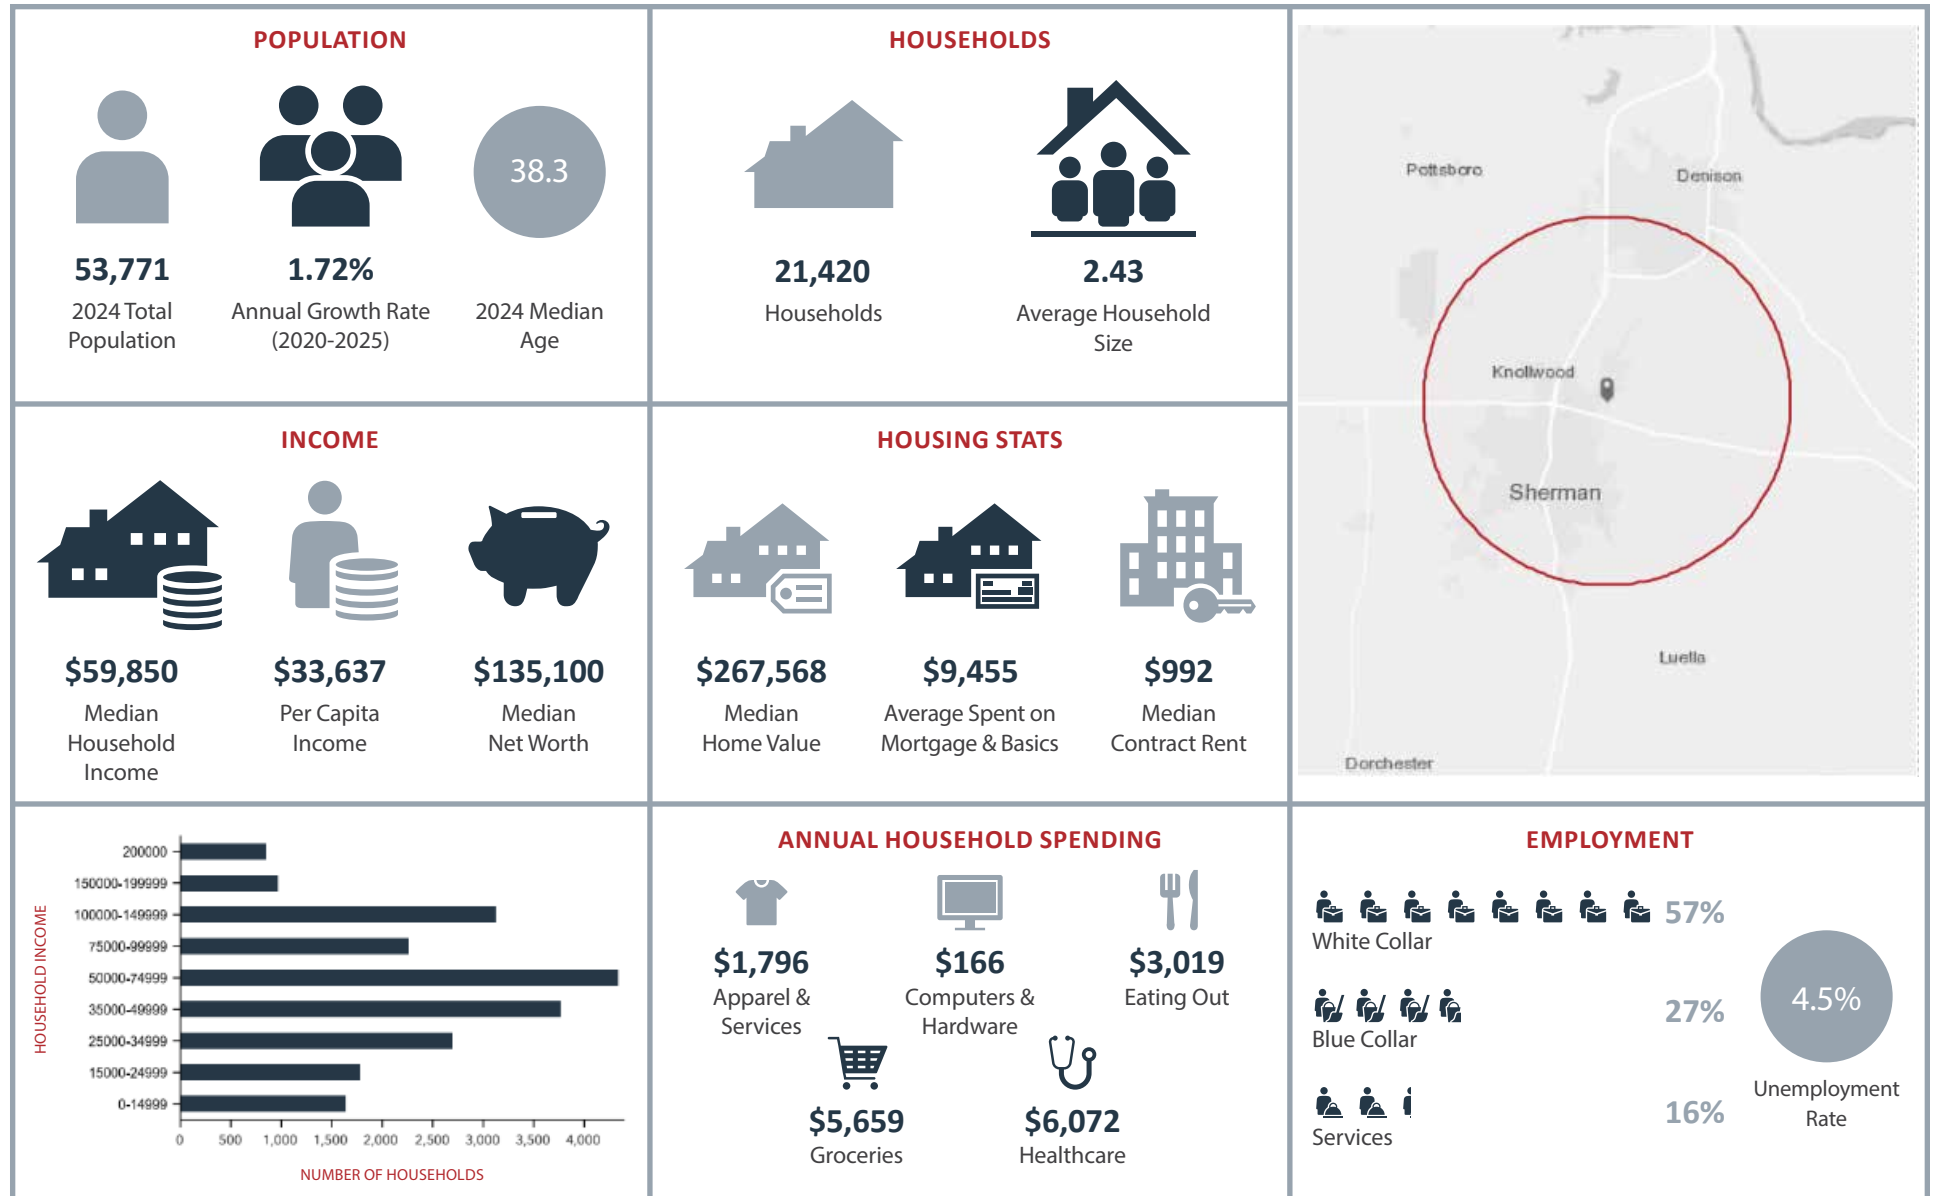 POPULATION
38.3
53,771
2024 Total
Population
1.72%
Annual Growth Rate
(2020-2025)
2024 Median
Age
HOUSEHOLDS
21,420
Households
2.43
Average Household
Size
Pottsboro
Denison
Knollwood
Sherman
Luella
Dorchester
INCOME
$59,850
Median
Household
Income
$33,637
Per Capita
Income
$135,100
Median
Net Worth
HOUSING STATS
$267,568
Median
Home Value
$9,455
Average Spent on
Mortgage & Basics
$992
Median
Contract Rent
HOUSEHOLD INCOME
200000
150000-199999
100000-149999
75000-99999
50000-74999
35000-49999
25000-34999
15000-24999
0-14999
0 500 1,000 1,500 2,000 2,500 3,000 3,500 4,000
NUMBER OF HOUSEHOLDS
ANNUAL HOUSEHOLD SPENDING
$1,796
Apparel &
Services
$166
Computers &
Hardware
$3,019
Eating Out
$5,659
Groceries
$6,072
Healthcare
EMPLOYMENT
57%
White Collar
27%
Blue Collar
16%
Services
4.5%
Unemployment
Rate